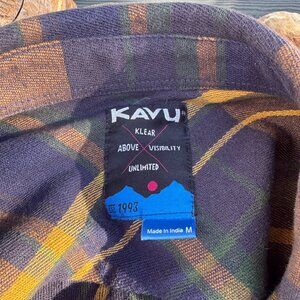 KAVU
KLEAR
ABOVE VISIBILITY
UNLIMITED
1993
Made in India M